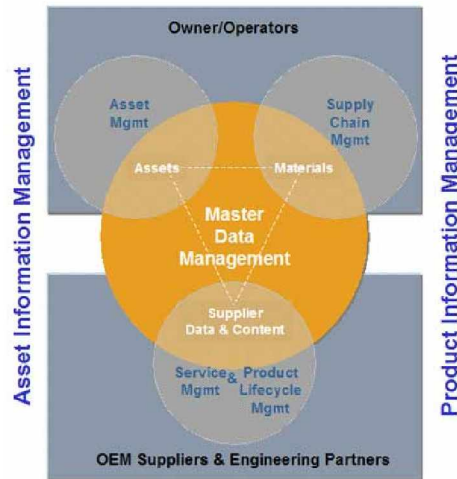 Owner/Operators
Asset
Mgmt
Supply
Chain
Mgmt
Assets
Materials
Master
Data
Management
Supplier
Data & Content
Service & Product
Mgmt Lifecycle
Mgmt
OEM Suppliers & Engineering Partners
Asset Information Management
Product Information Management